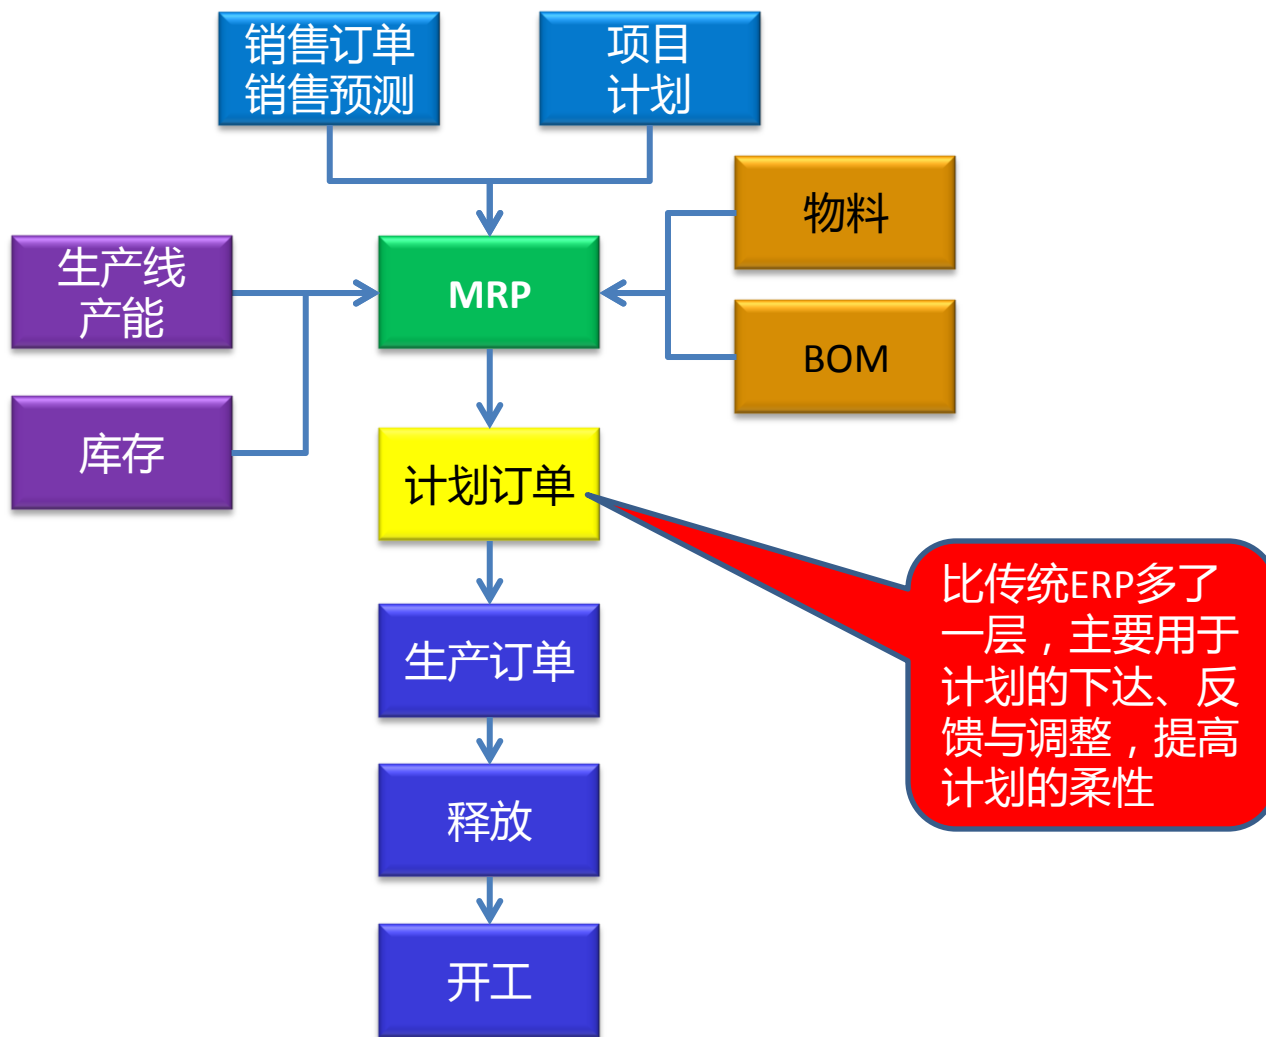 销售订单
销售预测
项目
计划
物料
生产线
产能
MRP
BOM
库存
计划订单
比传统ERP多了
一层，主要用于
计划的下达、反
馈与调整，提高
计划的柔性
生产订单
释放
开工